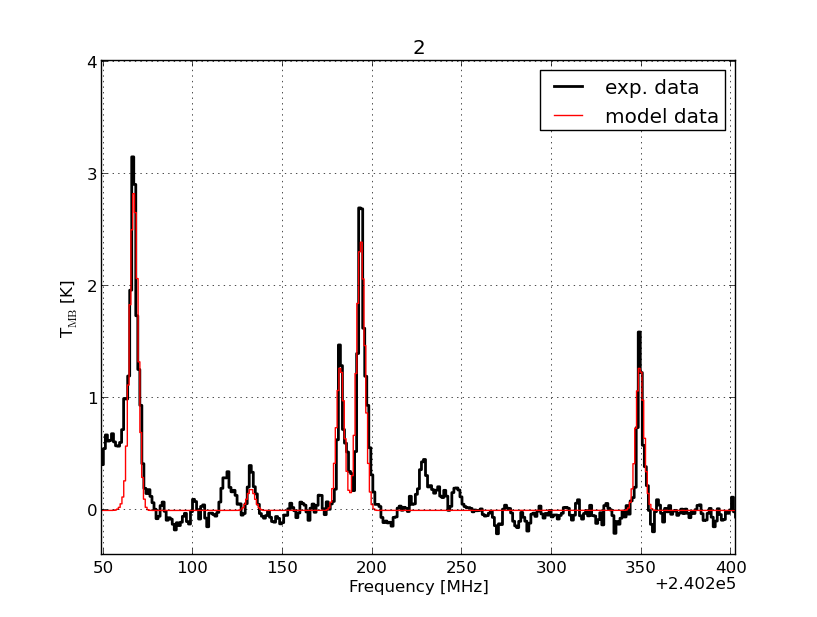 2
exp. data
model data
T_MB [K]
4
3
2
1
0
50 100 150 200 250 300 350 400
+2.402e5
Frequency [MHz]